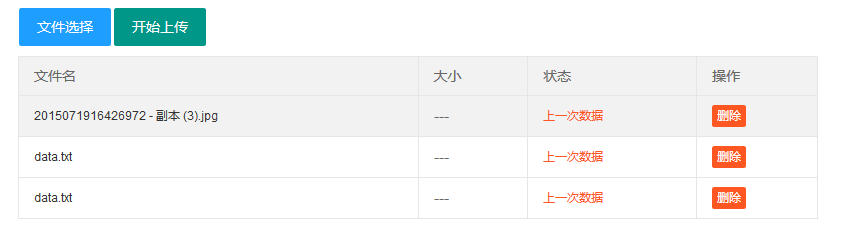 文件选择 开始上传
文件名 大小 状态 操作
2015071916426972 - 副本 (3).jpg --- 上一次数据 删除
data.txt --- 上一次数据 删除
data.txt --- 上一次数据 删除